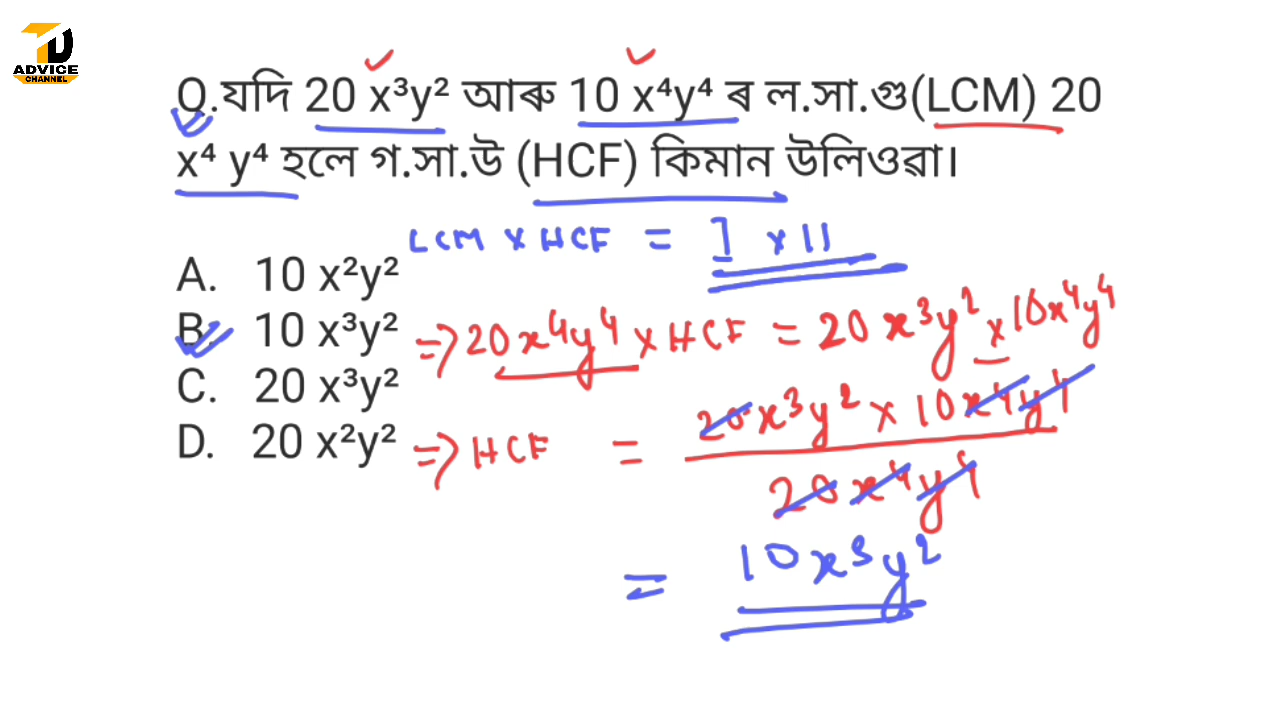 TD
ADVICE
CHANNEL
Q.যদি 20 x³y² আৰু 10 x⁴y⁴ ৰ ল.সা.গু(LCM) 20
x⁴ y⁴ হলে গ.সা.উ (HCF) কিমান উলিওৱা।
LCM x HCF = I x II
A. 10 x²y²
B. 10 x³y²
⇒ 20x⁴y⁴ x HCF = 20x³y² x 10x⁴y⁴
C. 20 x³y²
20x³y² x 10x⁴y⁴
D. 20 x²y²
⇒ HCF =
20x⁴y⁴
= 10x³y²